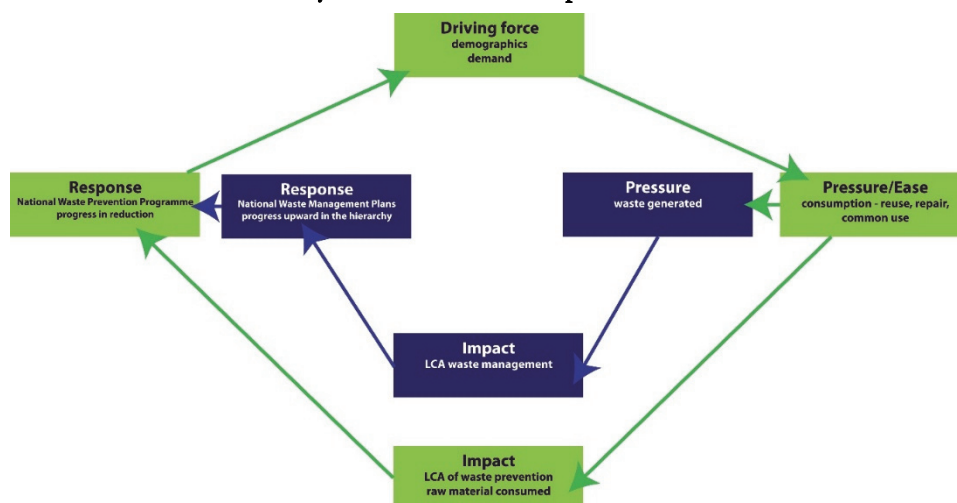 Driving force
demographics
demand
Response
National Waste Prevention Programme
progress in reduction
Response
National Waste Management Plans
progress upward in the hierarchy
Pressure
waste generated
Pressure/Ease
consumption - reuse, repair,
common use
Impact
LCA waste management
Impact
LCA of waste prevention
raw material consumed